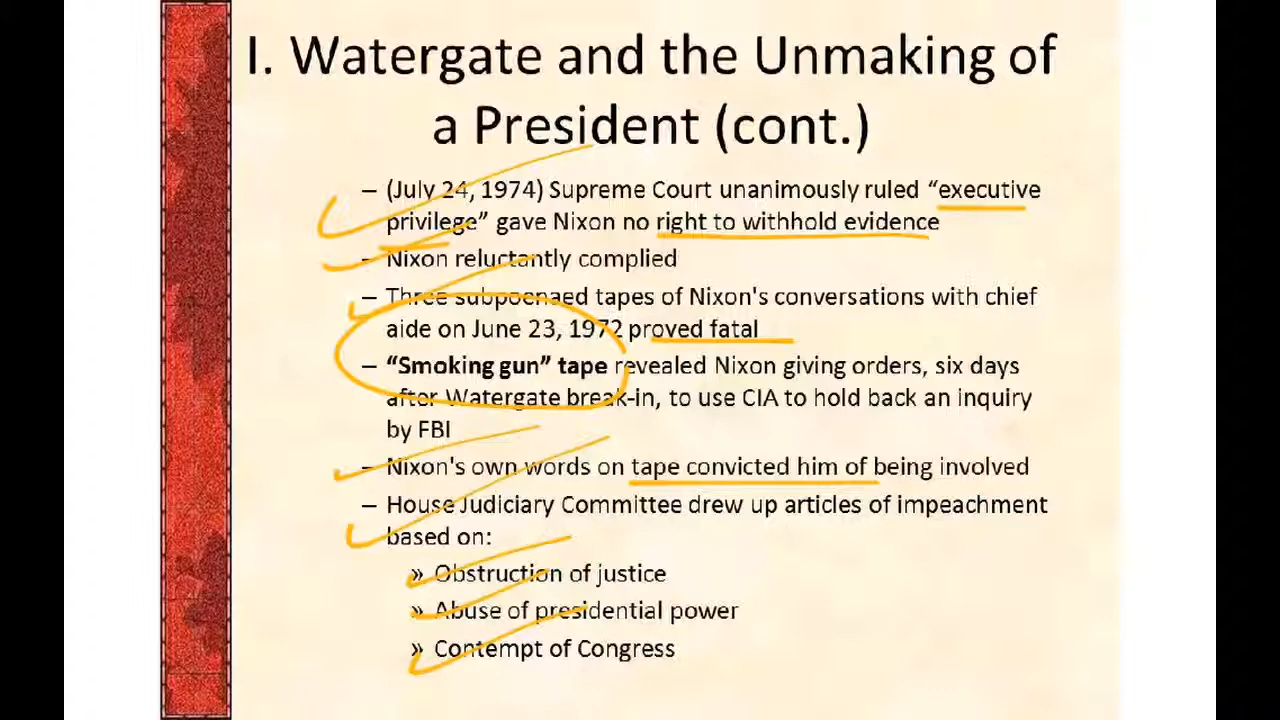 I. Watergate and the Unmaking of
a President (cont.)
– (July 24, 1974) Supreme Court unanimously ruled “executive
privilege” gave Nixon no right to withhold evidence
– Nixon reluctantly complied
– Three subpoenaed tapes of Nixon's conversations with chief
aide on June 23, 1972 proved fatal
– “Smoking gun” tape revealed Nixon giving orders, six days
after Watergate break-in, to use CIA to hold back an inquiry
by FBI
– Nixon's own words on tape convicted him of being involved
– House Judiciary Committee drew up articles of impeachment
based on:
» Obstruction of justice
» Abuse of presidential power
» Contempt of Congress